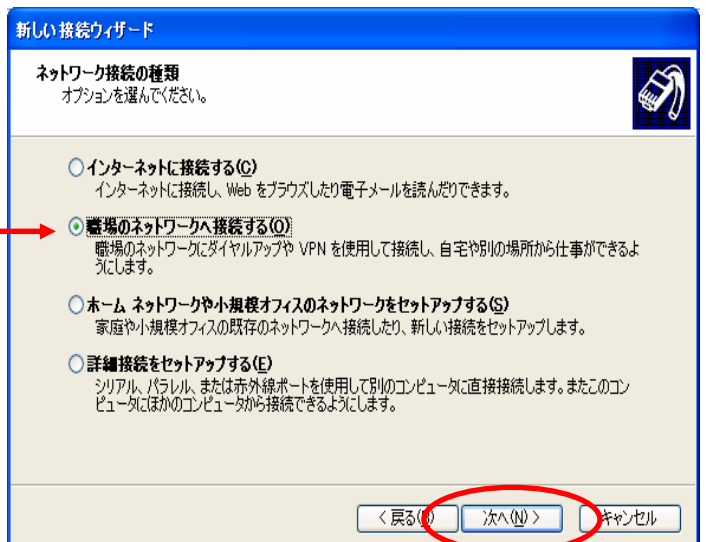 新しい接続ウィザード
ネットワーク接続の種類
オプションを選んでください。
インターネットに接続する(C)
インターネットに接続し、Web をブラウズしたり電子メールを読んだりできます。
職場のネットワークへ接続する(O)
職場のネットワークにダイヤルアップや VPN を使用して接続し、自宅や別の場所から仕事ができるよ
うにします。
ホーム ネットワークや小規模オフィスのネットワークをセットアップする(S)
家庭や小規模オフィスの既存のネットワークへ接続したり、新しい接続をセットアップします。
詳細接続をセットアップする(E)
シリアル、パラレル、または赤外線ポートを使用して別のコンピュータに直接接続します。またこのコン
ピュータにほかのコンピュータから接続できるようにします。
< 戻る(B) 次へ(N) > キャンセル